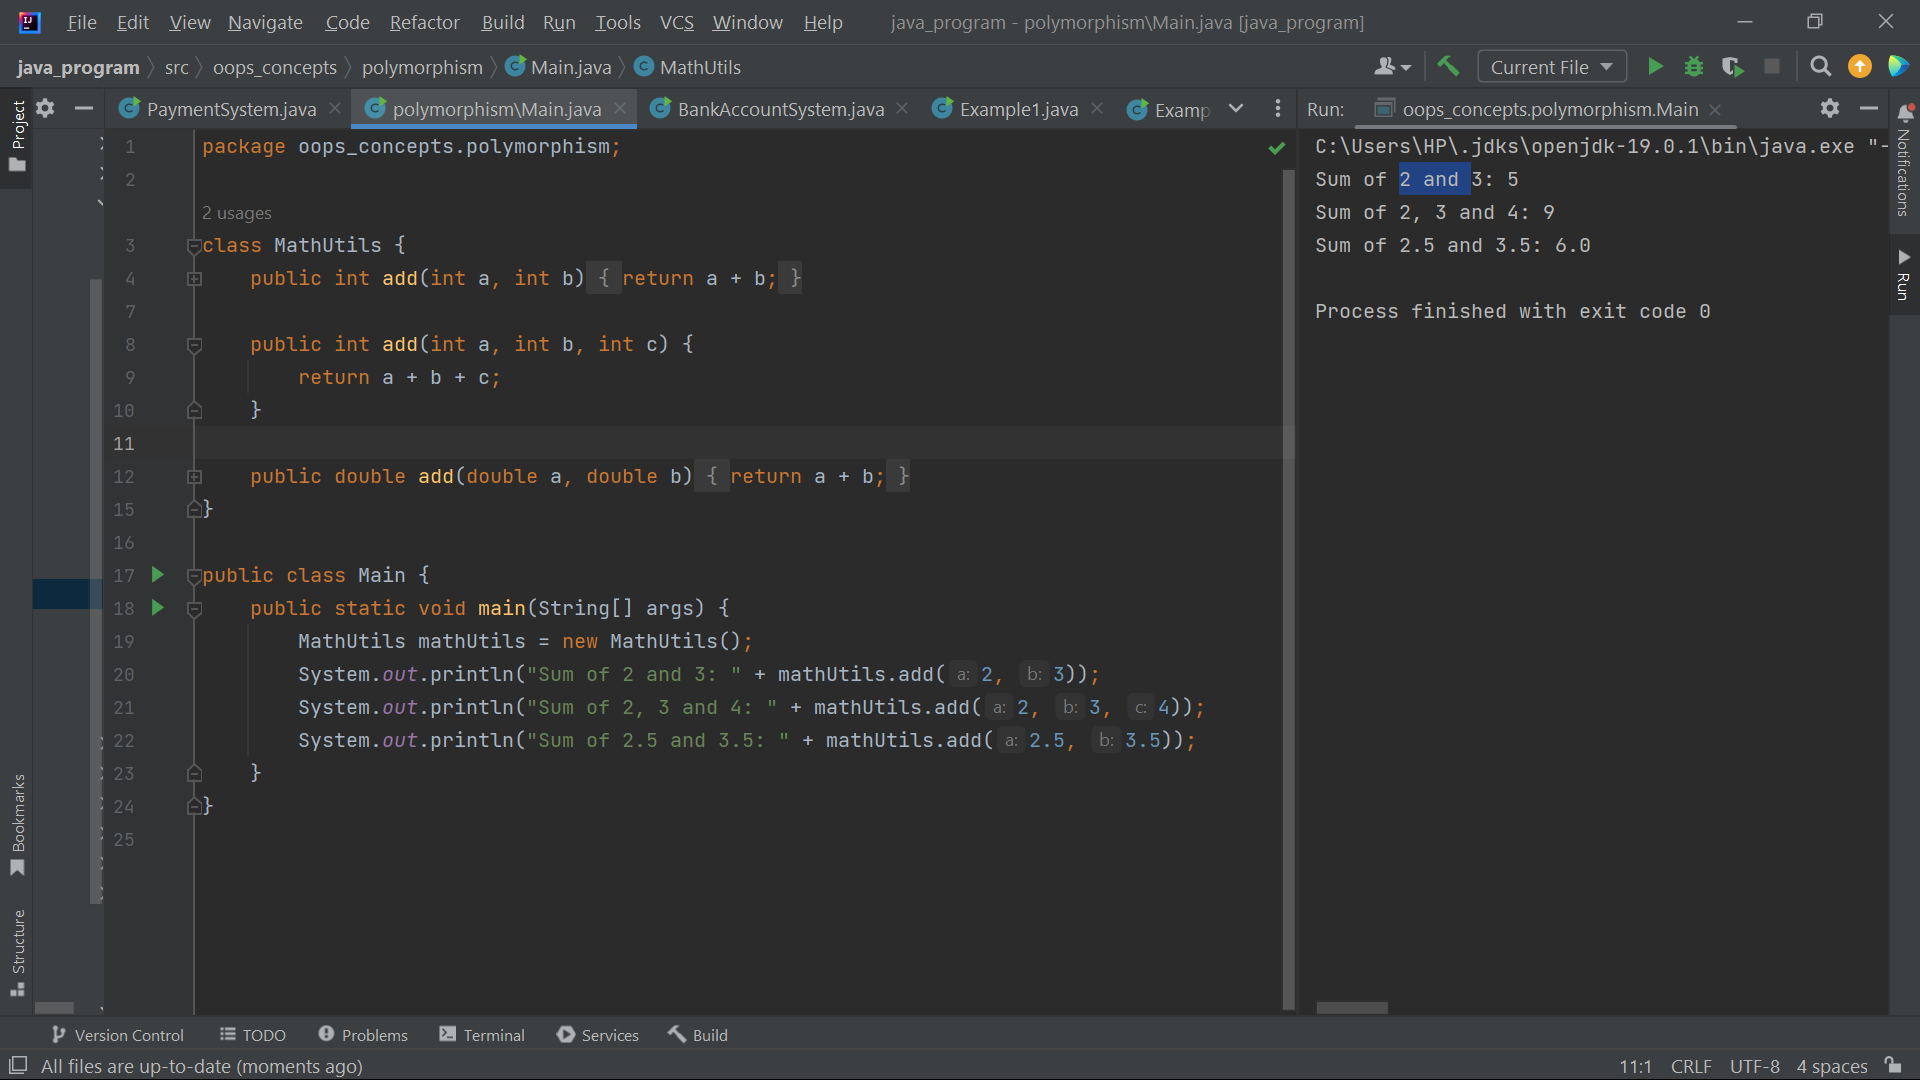 File Edit View Navigate Code Refactor Build Run Tools VCS Window Help java_program - polymorphism\Main.java [java_program]
java_program src oops_concepts polymorphism Main.java MathUtils Current File
Project
PaymentSystem.java polymorphism\Main.java BankAccountSystem.java Example1.java Examp
1 package oops_concepts.polymorphism;
2
2 usages
3 class MathUtils {
4 public int add(int a, int b) { return a + b; }
7
8 public int add(int a, int b, int c) {
9 return a + b + c;
10 }
11
12 public double add(double a, double b) { return a + b; }
15 }
16
17 public class Main {
18 public static void main(String[] args) {
19 MathUtils mathUtils = new MathUtils();
20 System.out.println("Sum of 2 and 3: " + mathUtils.add( a: 2, b: 3));
21 System.out.println("Sum of 2, 3 and 4: " + mathUtils.add( a: 2, b: 3, c: 4));
22 System.out.println("Sum of 2.5 and 3.5: " + mathUtils.add( a: 2.5, b: 3.5));
23 }
24 }
25
Run: oops_concepts.polymorphism.Main
C:\Users\HP\.jdks\openjdk-19.0.1\bin\java.exe "-
Sum of 2 and 3: 5
Sum of 2, 3 and 4: 9
Sum of 2.5 and 3.5: 6.0
Process finished with exit code 0
Notifications
Run
Bookmarks
Structure
Version Control TODO Problems Terminal Services Build
All files are up-to-date (moments ago) 11:1 CRLF UTF-8 4 spaces